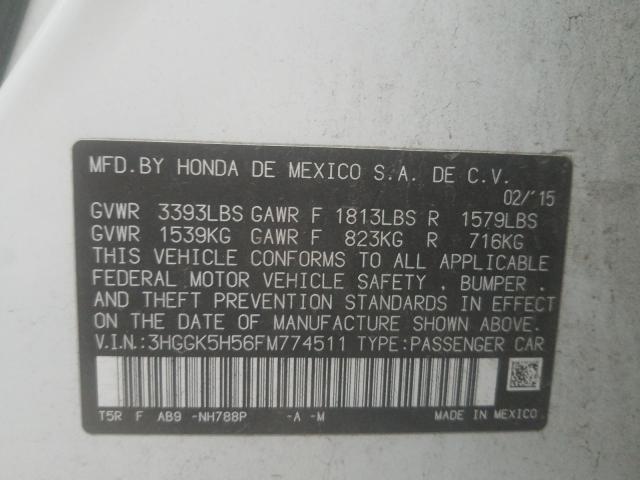 MFD.BY HONDA DE MEXICO S.A. DE C.V.
02/'15
GVWR 3393LBS GAWR F 1813LBS R 1579LBS
GVWR 1539KG GAWR F 823KG R 716KG
THIS VEHICLE CONFORMS TO ALL APPLICABLE
FEDERAL MOTOR VEHICLE SAFETY , BUMPER ,
AND THEFT PREVENTION STANDARDS IN EFFECT
ON THE DATE OF MANUFACTURE SHOWN ABOVE.
V.I.N.:3HGGK5H56FM774511 TYPE:PASSENGER CAR
T5R F AB9 -NH788P -A -M
MADE IN MEXICO